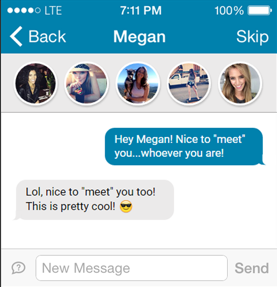 LTE 7:11 PM 100%
Back Megan Skip
Hey Megan! Nice to "meet"
you...whoever you are!
Lol, nice to "meet" you too!
This is pretty cool! 😎
New Message Send